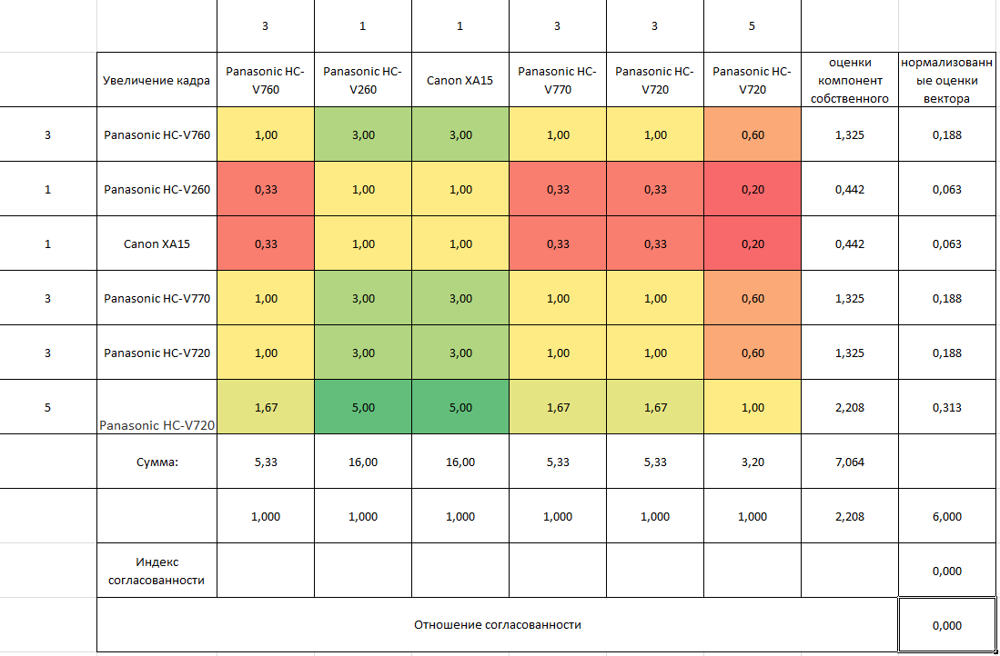 3 1 1 3 3 5
Увеличение кадра Panasonic HC-V760 Panasonic HC-V260 Canon XA15 Panasonic HC-V770 Panasonic HC-V720 Panasonic HC-V720 оценки компонент собственного нормализованные оценки вектора
3 Panasonic HC-V760 1,00 3,00 3,00 1,00 1,00 0,60 1,325 0,188
1 Panasonic HC-V260 0,33 1,00 1,00 0,33 0,33 0,20 0,442 0,063
1 Canon XA15 0,33 1,00 1,00 0,33 0,33 0,20 0,442 0,063
3 Panasonic HC-V770 1,00 3,00 3,00 1,00 1,00 0,60 1,325 0,188
3 Panasonic HC-V720 1,00 3,00 3,00 1,00 1,00 0,60 1,325 0,188
5 Panasonic HC-V720 1,67 5,00 5,00 1,67 1,67 1,00 2,208 0,313
Сумма: 5,33 16,00 16,00 5,33 5,33 3,20 7,064
1,000 1,000 1,000 1,000 1,000 1,000 2,208 6,000
Индекс согласованности 0,000
Отношение согласованности 0,000